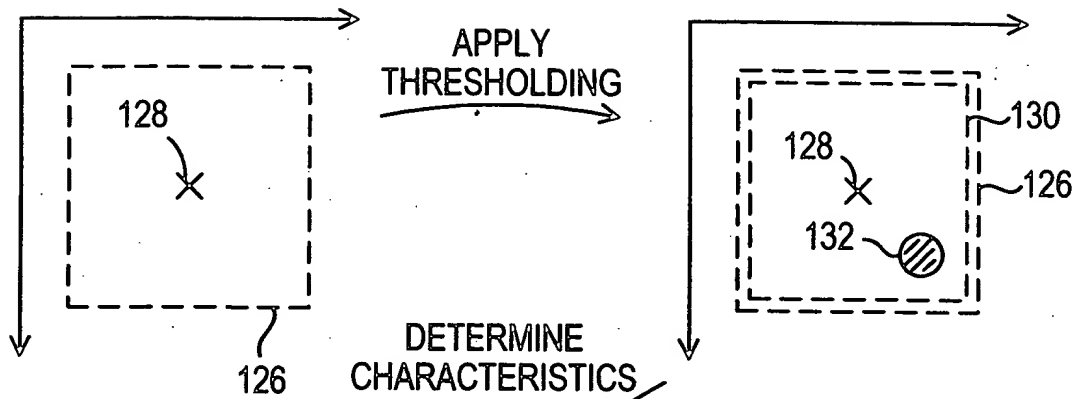 APPLY
THRESHOLDING
128
130
128
126
132
DETERMINE
CHARACTERISTICS
126